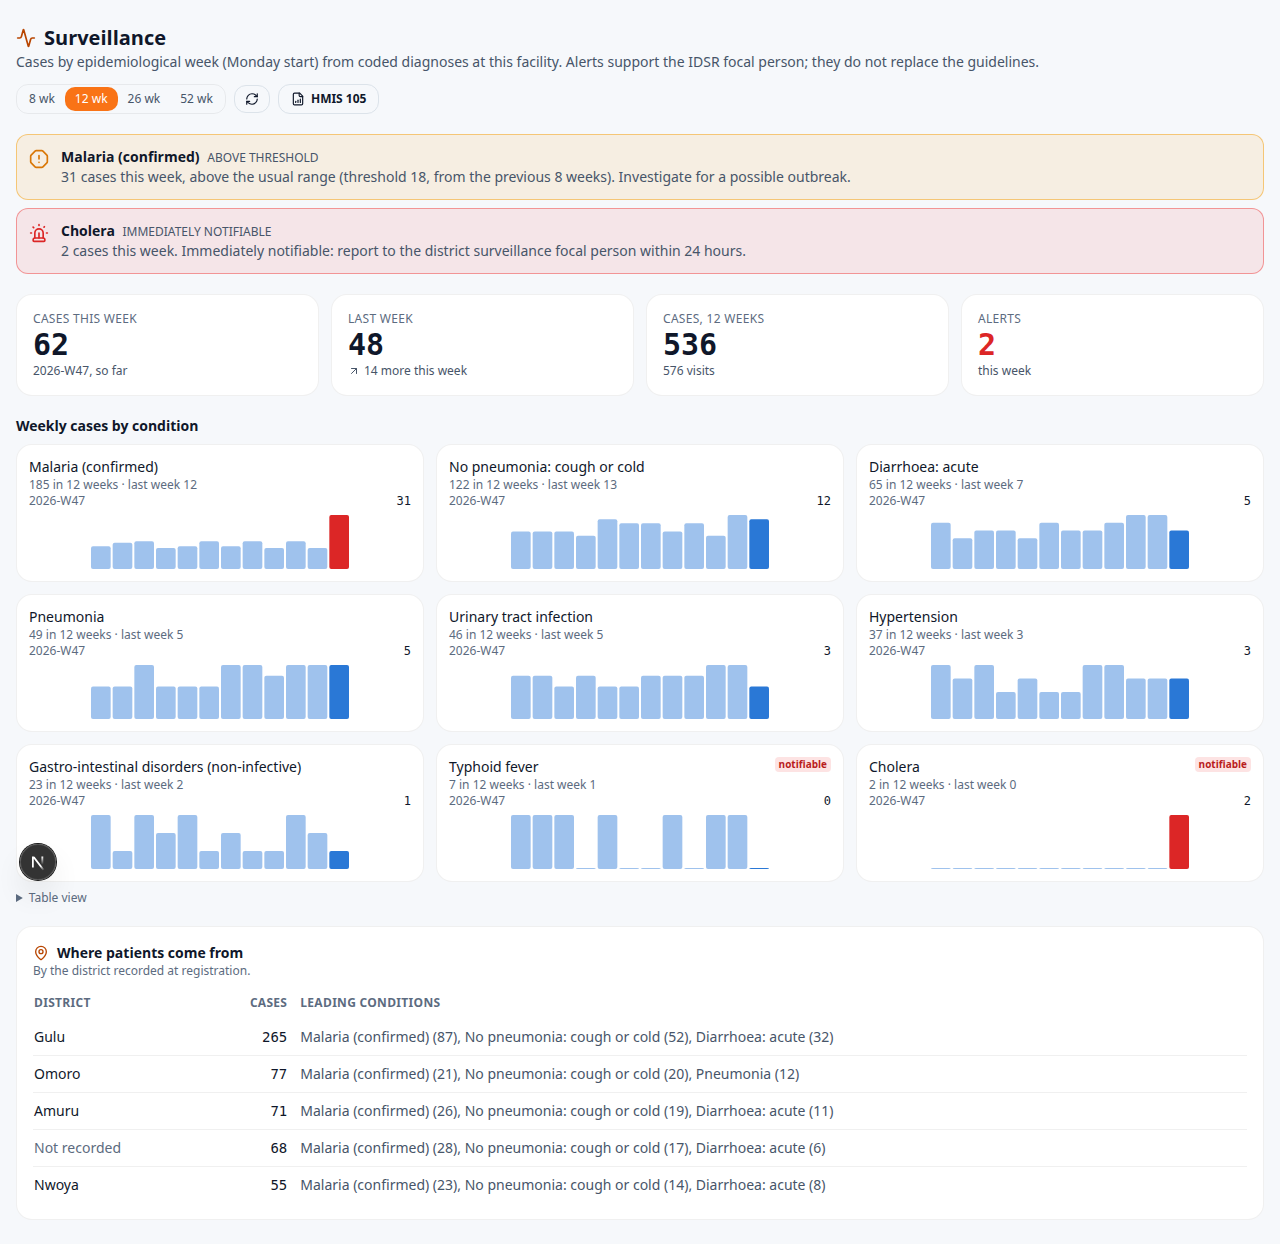 Surveillance
Cases by epidemiological week (Monday start) from coded diagnoses at this facility. Alerts support the IDSR focal person; they do not replace the guidelines.
8 wk 12 wk 26 wk 52 wk HMIS 105
Malaria (confirmed) ABOVE THRESHOLD
31 cases this week, above the usual range (threshold 18, from the previous 8 weeks). Investigate for a possible outbreak.
Cholera IMMEDIATELY NOTIFIABLE
2 cases this week. Immediately notifiable: report to the district surveillance focal person within 24 hours.
CASES THIS WEEK
62
2026-W47, so far
LAST WEEK
48
14 more this week
CASES, 12 WEEKS
536
576 visits
ALERTS
2
this week
Weekly cases by condition
Malaria (confirmed)
185 in 12 weeks · last week 12
2026-W47 31
No pneumonia: cough or cold
122 in 12 weeks · last week 13
2026-W47 12
Diarrhoea: acute
65 in 12 weeks · last week 7
2026-W47 5
Pneumonia
49 in 12 weeks · last week 5
2026-W47 5
Urinary tract infection
46 in 12 weeks · last week 5
2026-W47 3
Hypertension
37 in 12 weeks · last week 3
2026-W47 3
Gastro-intestinal disorders (non-infective)
23 in 12 weeks · last week 2
2026-W47 1
Typhoid fever notifiable
7 in 12 weeks · last week 1
2026-W47 0
Cholera notifiable
2 in 12 weeks · last week 0
2026-W47 2
N
Table view
Where patients come from
By the district recorded at registration.
DISTRICT CASES LEADING CONDITIONS
Gulu 265 Malaria (confirmed) (87), No pneumonia: cough or cold (52), Diarrhoea: acute (32)
Omoro 77 Malaria (confirmed) (21), No pneumonia: cough or cold (20), Pneumonia (12)
Amuru 71 Malaria (confirmed) (26), No pneumonia: cough or cold (19), Diarrhoea: acute (11)
Not recorded 68 Malaria (confirmed) (28), No pneumonia: cough or cold (17), Diarrhoea: acute (6)
Nwoya 55 Malaria (confirmed) (23), No pneumonia: cough or cold (14), Diarrhoea: acute (8)